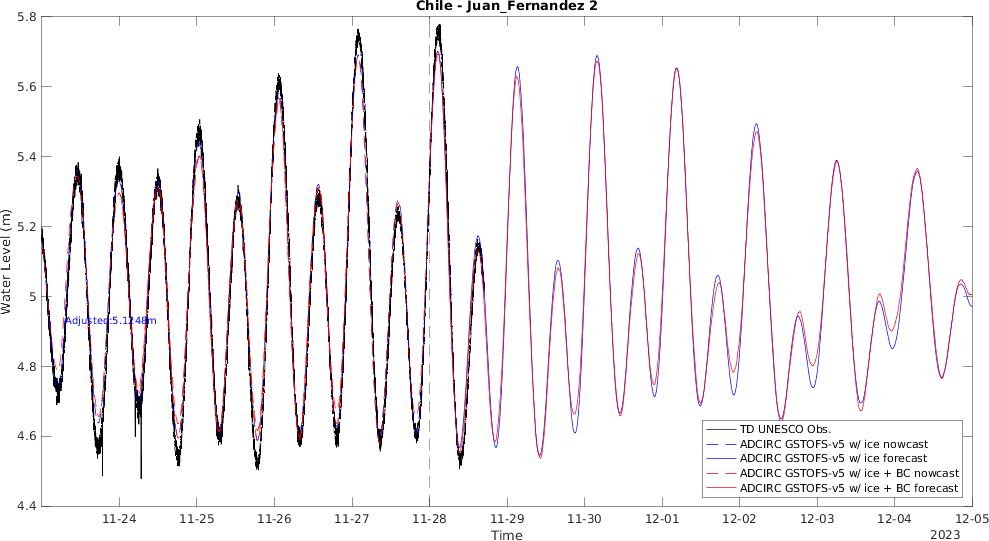 Chile - Juan_Fernandez 2
5.8
5.6
5.4
5.2
5
4.8
4.6
4.4
Water Level (m)
Adjusted:5.1248m
TD UNESCO Obs.
ADCIRC GSTOFS-v5 w/ ice nowcast
ADCIRC GSTOFS-v5 w/ ice forecast
ADCIRC GSTOFS-v5 w/ ice + BC nowcast
ADCIRC GSTOFS-v5 w/ ice + BC forecast
11-24 11-25 11-26 11-27 11-28 11-29 11-30 12-01 12-02 12-03 12-04 12-05
Time
2023